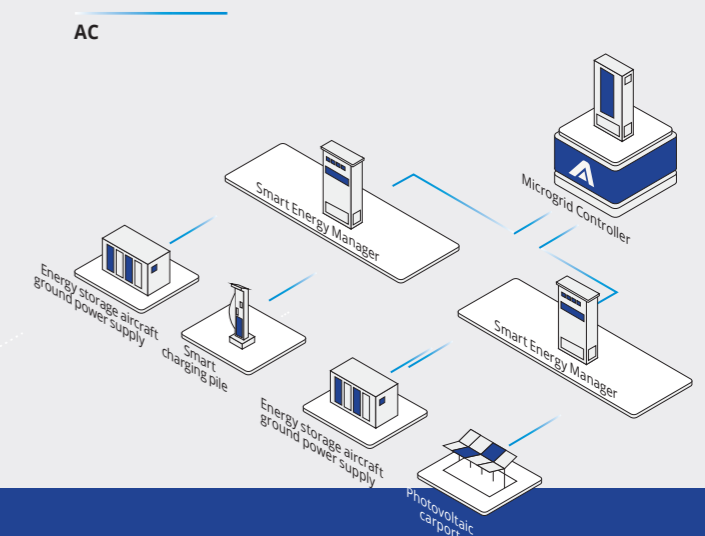 AC
Microgrid Controller
Smart Energy Manager
Energy storage aircraft
ground power supply
Smart
charging pile
Smart Energy Manager
Energy storage aircraft
ground power supply
Photovoltaic
carport